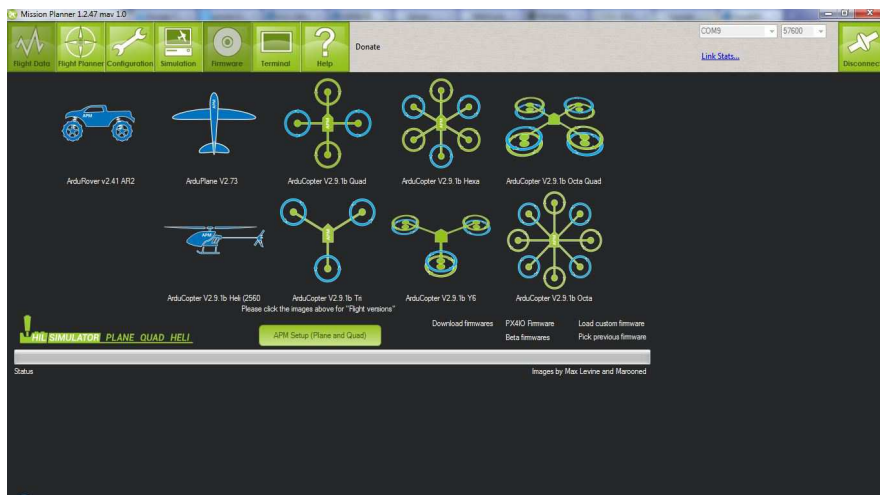 Mission Planner 1.2.47 mav 1.0
Flight Data Flight Planner Configuration Simulation Firmware Terminal Help Donate
COM9 57600
Link Stats...
Disconnect
APM
ArduRover v2.41 AR2 ArduPlane V2.73 ArduCopter V2.9.1b Quad ArduCopter V2.9.1b Hexa ArduCopter V2.9.1b Octa Quad
ArduCopter V2.9.1b Heli (2560 ArduCopter V2.9.1b Tri ArduCopter V2.9.1b Y6 ArduCopter V2.9.1b Octa
Please click the images above for "Flight versions"
HIL SIMULATOR PLANE QUAD HELI
APM Setup (Plane and Quad)
Download firmwares PX4IO Firmware Load custom firmware
Beta firmwares Pick previous firmware
Status
Images by Max Levine and Marooned